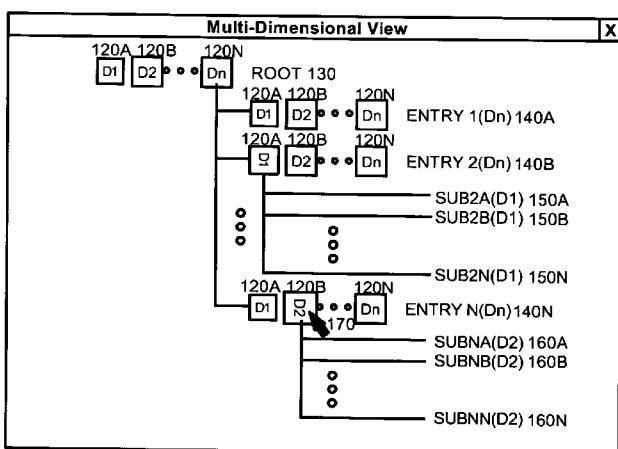 Multi-Dimensional View X
120A 120B 120N
D1 D2 Dn ROOT 130
120A 120B 120N
D1 D2 Dn ENTRY 1(Dn) 140A
120A 120B 120N
D1 D2 Dn ENTRY 2(Dn) 140B
SUB2A(D1) 150A
SUB2B(D1) 150B
SUB2N(D1) 150N
120A 120B 120N
D1 D2 Dn ENTRY N(Dn) 140N
170
SUBNA(D2) 160A
SUBNB(D2) 160B
SUBNN(D2) 160N